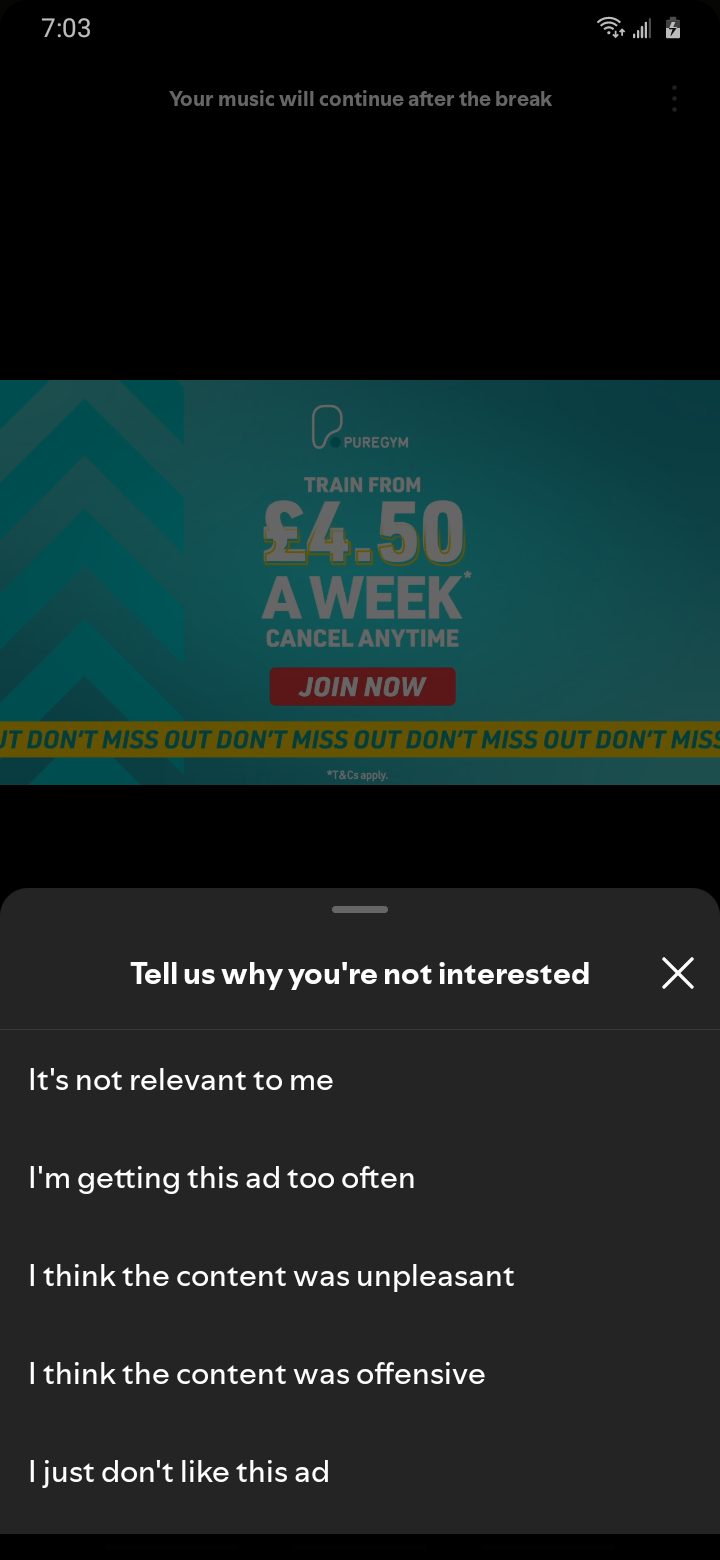 7:03
Your music will continue after the break
PUREGYM
TRAIN FROM
£4.50
A WEEK*
CANCEL ANYTIME
JOIN NOW
UT DON'T MISS OUT DON'T MISS OUT DON'T MISS OUT DON'T MISS
*T&Cs apply.
Tell us why you're not interested
It's not relevant to me
I'm getting this ad too often
I think the content was unpleasant
I think the content was offensive
I just don't like this ad